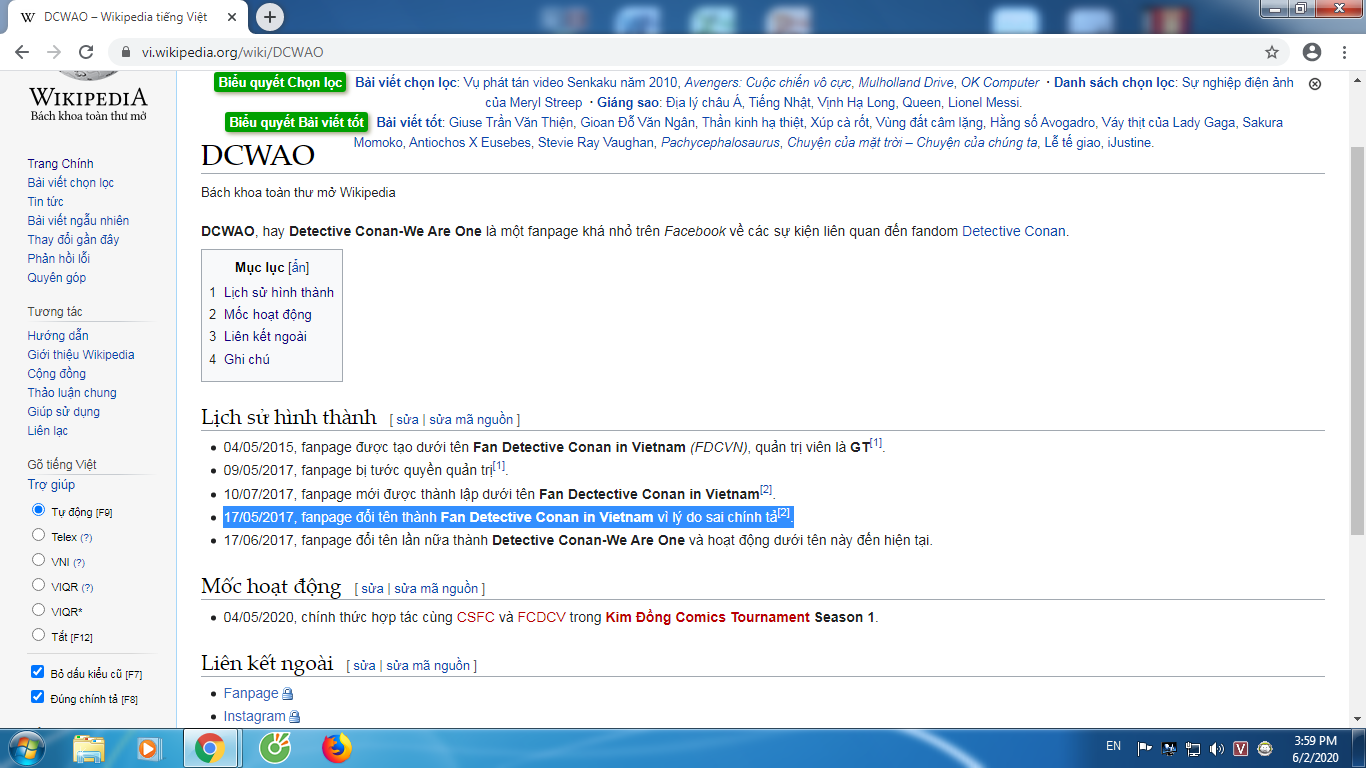 DCWAO – Wikipedia tiếng Việt
vi.wikipedia.org/wiki/DCWAO
WIKIPEDIA
Bách khoa toàn thư mở
Trang Chính
Bài viết chọn lọc
Tin tức
Bài viết ngẫu nhiên
Thay đổi gần đây
Phản hồi lỗi
Quyên góp
Tương tác
Hướng dẫn
Giới thiệu Wikipedia
Cộng đồng
Thảo luận chung
Giúp sử dụng
Liên lạc
Gõ tiếng Việt
Trợ giúp
Tự động [F9]
Telex (?)
VNI (?)
VIQR (?)
VIQR*
Tắt [F12]
Bỏ dấu kiểu cũ [F7]
Đúng chính tả [F8]
Biểu quyết Chọn lọc Bài viết chọn lọc: Vụ phát tán video Senkaku năm 2010, Avengers: Cuộc chiến vô cực, Mulholland Drive, OK Computer · Danh sách chọn lọc: Sự nghiệp điện ảnh
của Meryl Streep · Giáng sao: Địa lý châu Á, Tiếng Nhật, Vịnh Hạ Long, Queen, Lionel Messi.
Biểu quyết Bài viết tốt Bài viết tốt: Giuse Trần Văn Thiện, Gioan Đỗ Văn Ngân, Thần kinh hạ thiệt, Xúp cà rốt, Vùng đất câm lặng, Hằng số Avogadro, Váy thịt của Lady Gaga, Sakura
Momoko, Antiochos X Eusebes, Stevie Ray Vaughan, Pachycephalosaurus, Chuyện của mặt trời – Chuyện của chúng ta, Lễ tế giao, iJustine.
DCWAO
Bách khoa toàn thư mở Wikipedia
DCWAO, hay Detective Conan-We Are One là một fanpage khá nhỏ trên Facebook về các sự kiện liên quan đến fandom Detective Conan.
Mục lục [ẩn]
1 Lịch sử hình thành
2 Mốc hoạt động
3 Liên kết ngoài
4 Ghi chú
Lịch sử hình thành [ sửa | sửa mã nguồn ]
04/05/2015, fanpage được tạo dưới tên Fan Detective Conan in Vietnam (FDCVN), quản trị viên là GT[1].
09/05/2017, fanpage bị tước quyền quản trị[1].
10/07/2017, fanpage mới được thành lập dưới tên Fan Dectective Conan in Vietnam[2].
17/05/2017, fanpage đổi tên thành Fan Detective Conan in Vietnam vì lý do sai chính tả[2].
17/06/2017, fanpage đổi tên lần nữa thành Detective Conan-We Are One và hoạt động dưới tên này đến hiện tại.
Mốc hoạt động [ sửa | sửa mã nguồn ]
04/05/2020, chính thức hợp tác cùng CSFC và FCDCV trong Kim Đồng Comics Tournament Season 1.
Liên kết ngoài [ sửa | sửa mã nguồn ]
Fanpage
Instagram
EN
3:59 PM
6/2/2020